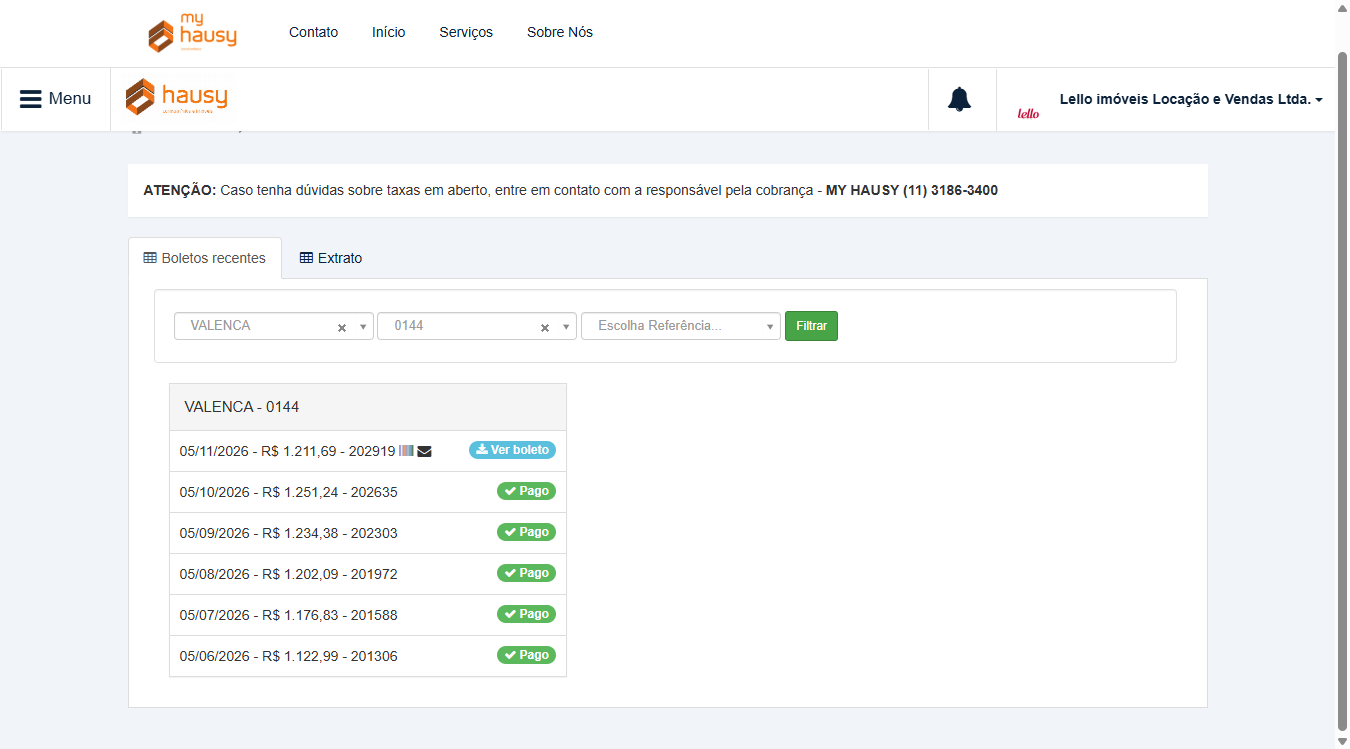 my
hausy
Contato
Início
Serviços
Sobre Nós
Menu
hausy
lello
Lello imóveis Locação e Vendas Ltda.
ATENÇÃO: Caso tenha dúvidas sobre taxas em aberto, entre em contato com a responsável pela cobrança - MY HAUSY (11) 3186-3400
Boletos recentes
Extrato
VALENCA
0144
Escolha Referência...
Filtrar
VALENCA - 0144
05/11/2026 - R$ 1.211,69 - 202919 Ver boleto
05/10/2026 - R$ 1.251,24 - 202635 Pago
05/09/2026 - R$ 1.234,38 - 202303 Pago
05/08/2026 - R$ 1.202,09 - 201972 Pago
05/07/2026 - R$ 1.176,83 - 201588 Pago
05/06/2026 - R$ 1.122,99 - 201306 Pago